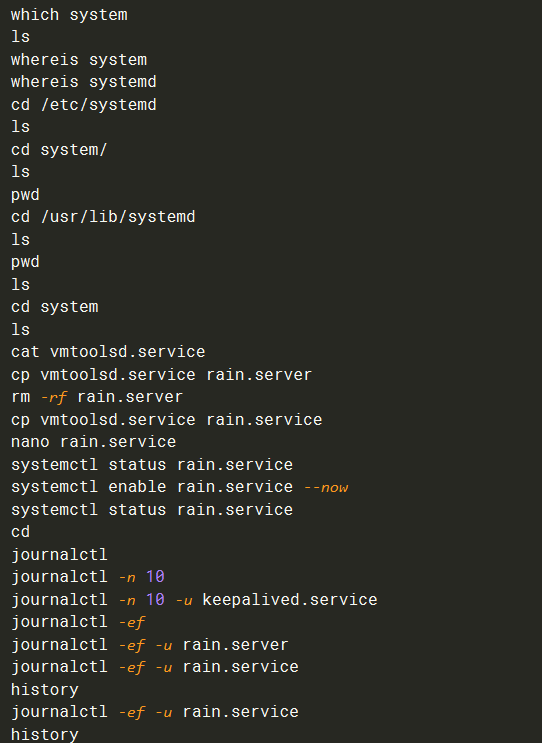 which system
ls
whereis system
whereis systemd
cd /etc/systemd
ls
cd system/
ls
pwd
cd /usr/lib/systemd
ls
pwd
ls
cd system
ls
cat vmtoolsd.service
cp vmtoolsd.service rain.server
rm -rf rain.server
cp vmtoolsd.service rain.service
nano rain.service
systemctl status rain.service
systemctl enable rain.service --now
systemctl status rain.service
cd
journalctl
journalctl -n 10
journalctl -n 10 -u keepalived.service
journalctl -ef
journalctl -ef -u rain.server
journalctl -ef -u rain.service
history
journalctl -ef -u rain.service
history